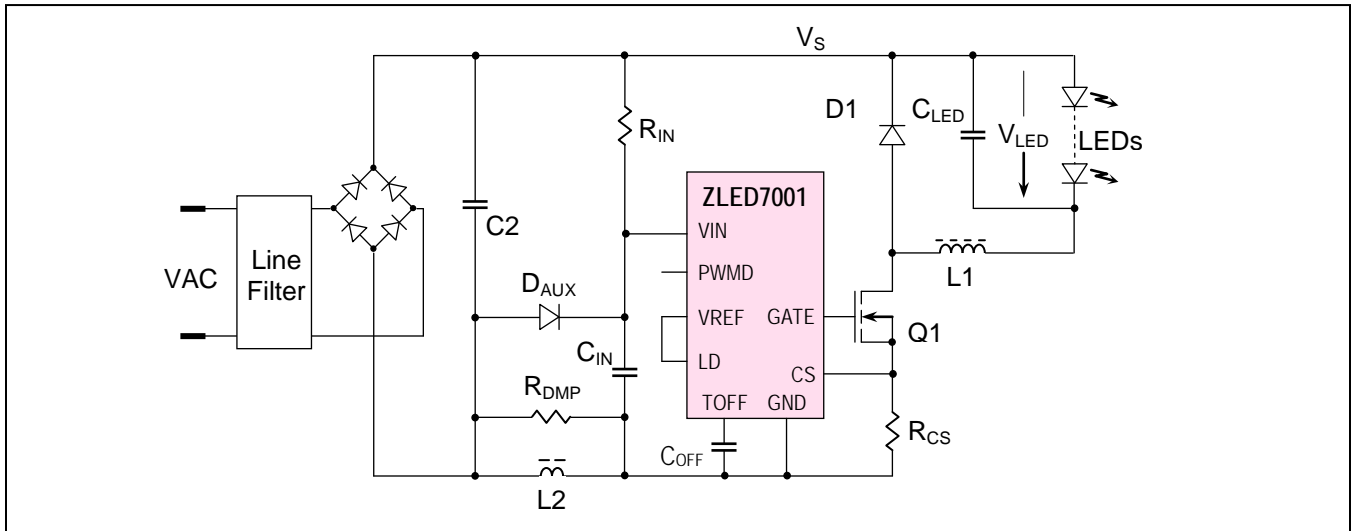 V_S
D1
C_LED
V_LED
LEDs
R_IN
ZLED7001
VIN
C2
PWMD
Line
Filter
VAC
L1
D_AUX
VREF
GATE
Q1
LD
C_IN
CS
R_DMP
TOFF
GND
R_CS
C_OFF
L2